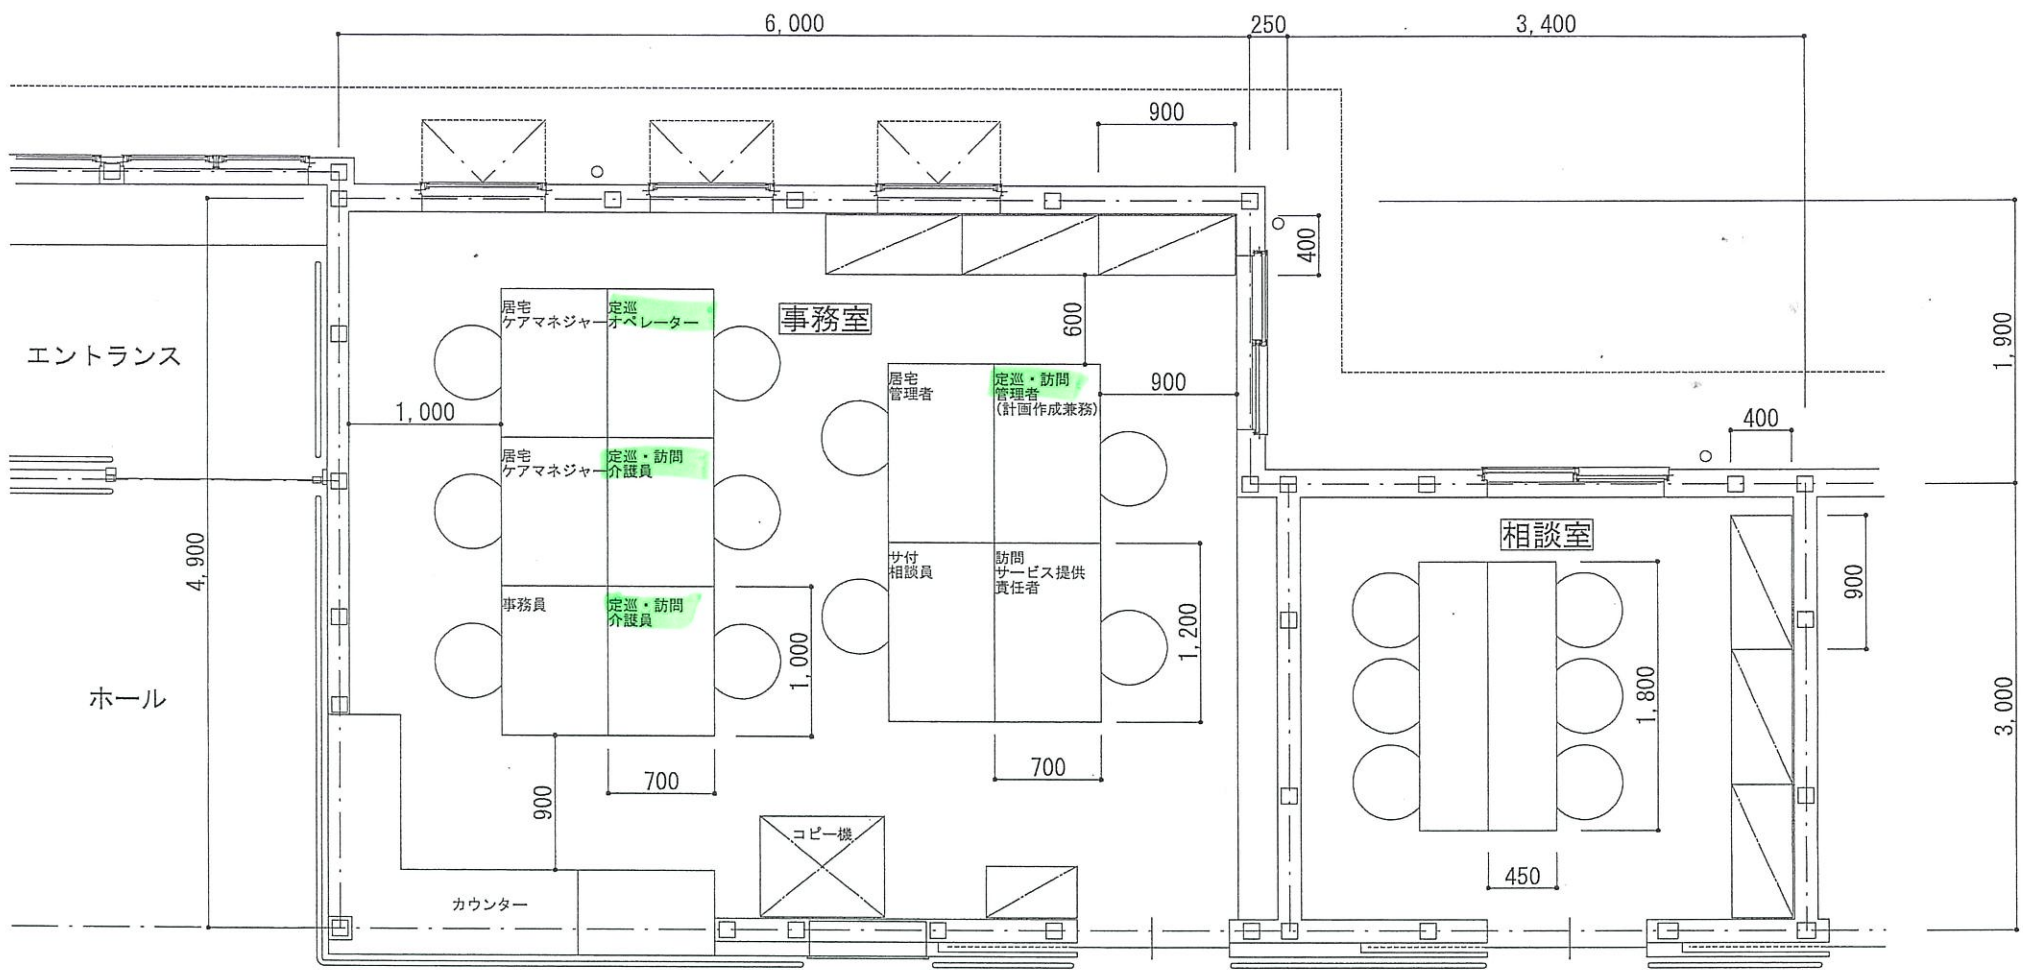 6,000
250
3,400
900
400
居宅
ケアマネジャー
定巡
オペレーター
事務室
600
1,900
エントランス
居宅
管理者
定巡・訪問
管理者
(計画作成兼務)
900
1,000
400
居宅
ケアマネジャー
定巡・訪問
介護員
相談室
4,900
サ付
相談員
訪問
サービス提供
責任者
900
事務員
定巡・訪問
介護員
1,000
1,200
1,800
ホール
3,000
700
700
900
コピー機
450
カウンター